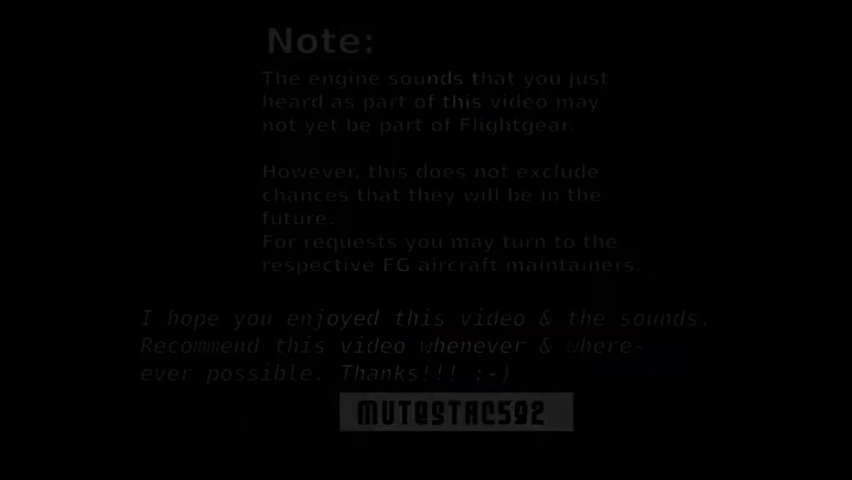 Note:
The engine sounds that you just
heard as part of this video may
not yet be part of Flightgear.
However, this does not exclude
chances that they will be in the
future.
For requests you may turn to the
respective FG aircraft maintainers.
I hope you enjoyed this video & the sounds.
Recommend this video whenever & where-
ever possible. Thanks!!! :-)
MUTQSTAC592